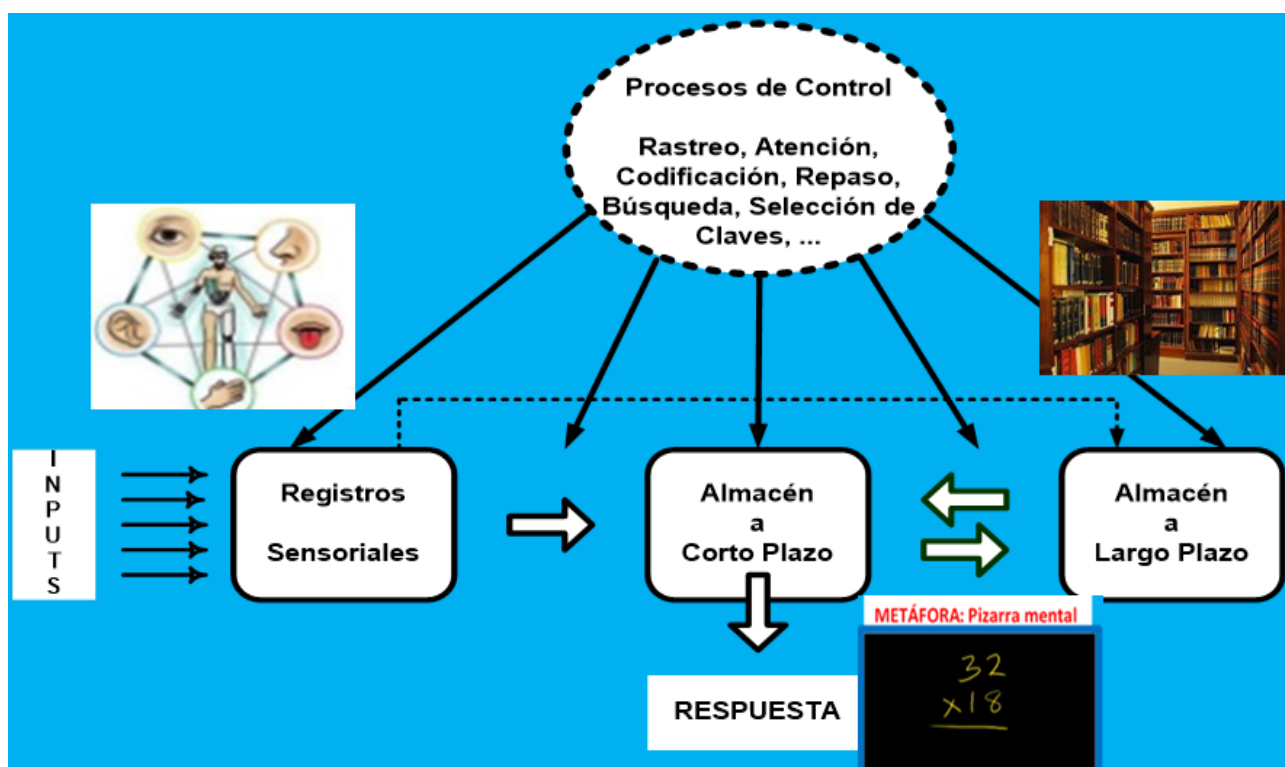 Procesos de Control
Rastreo, Atención,
Codificación, Repaso,
Búsqueda, Selección de
Claves, ...
INPUTS
Registros
Sensoriales
Almacén
a
Corto Plazo
Almacén
a
Largo Plazo
METÁFORA: Pizarra mental
32
x18
RESPUESTA